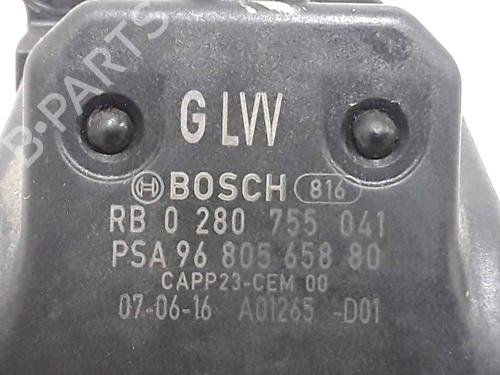 B-PARTS
G LVV
BOSCH 816
RB 0 280 755 041
PSA 96 805 658 80
CAPP23-CEM 00
07-06-16 A01265 -D01